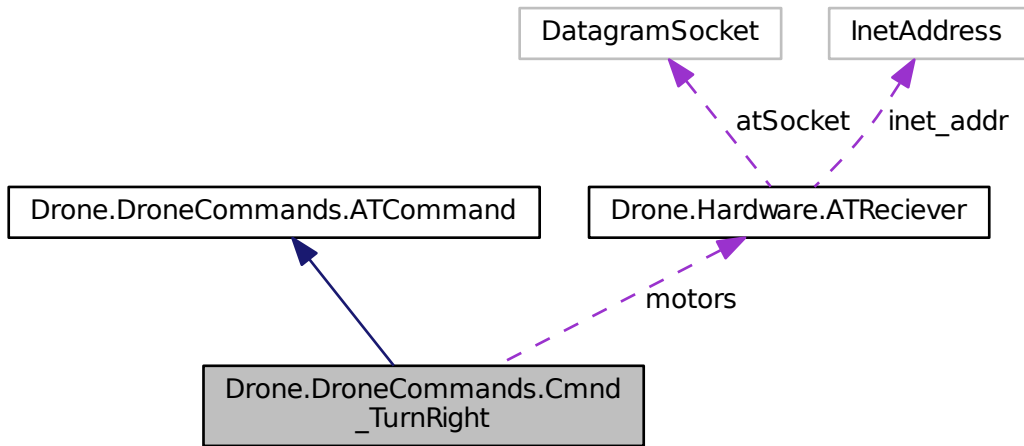 DatagramSocket
InetAddress
atSocket
inet_addr
Drone.DroneCommands.ATCommand
Drone.Hardware.ATReciever
motors
Drone.DroneCommands.Cmnd
_TurnRight